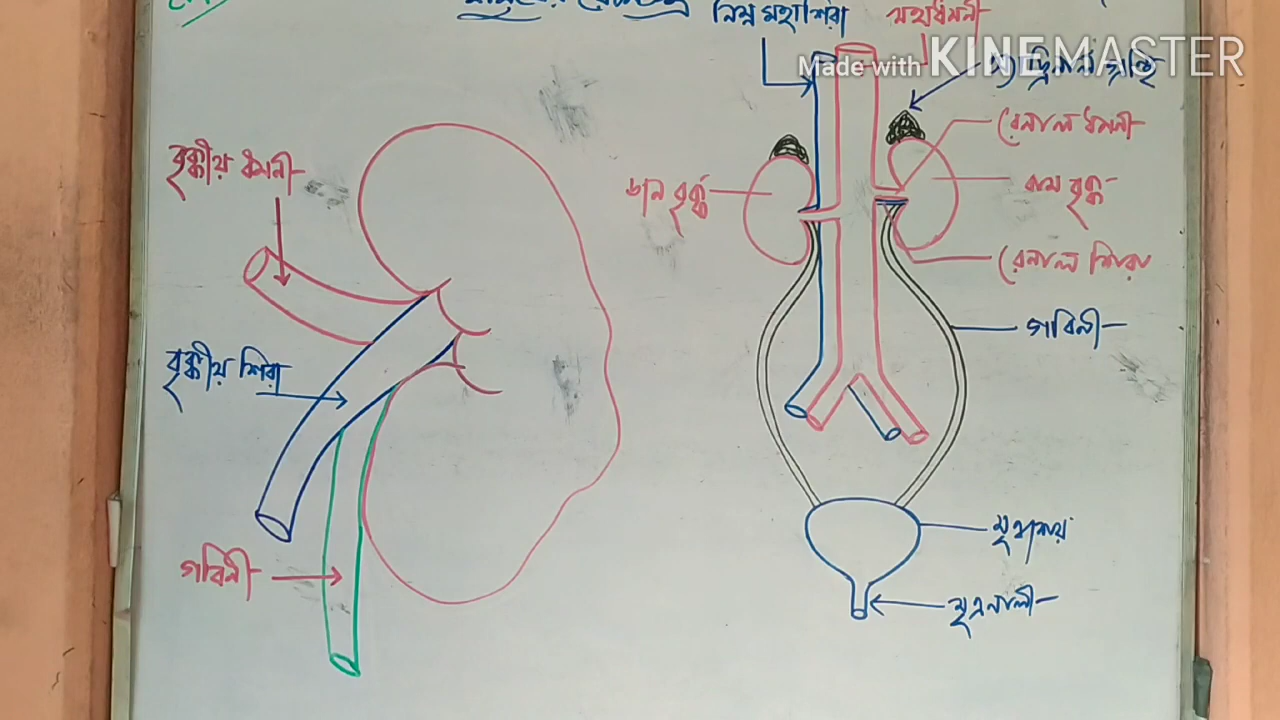 নিম্ন মহাশিরা
মহাধমনী
Made with KINEMASTER
রেনাল ধমনী
বৃক্কীয় ধমনী
ডান বৃক্ক
বাম বৃক্ক
রেনাল শিরা
গবিনী
বৃক্কীয় শিরা
মূত্রাশয়
গবিনী
মূত্রনালী